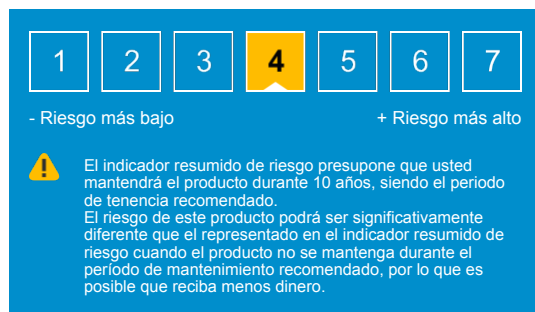 1 2 3 4 5 6 7
- Riesgo más bajo + Riesgo más alto
El indicador resumido de riesgo presupone que usted
mantendrá el producto durante 10 años, siendo el periodo
de tenencia recomendado.
El riesgo de este producto podrá ser significativamente
diferente que el representado en el indicador resumido de
riesgo cuando el producto no se mantenga durante el
período de mantenimiento recomendado, por lo que es
posible que reciba menos dinero.